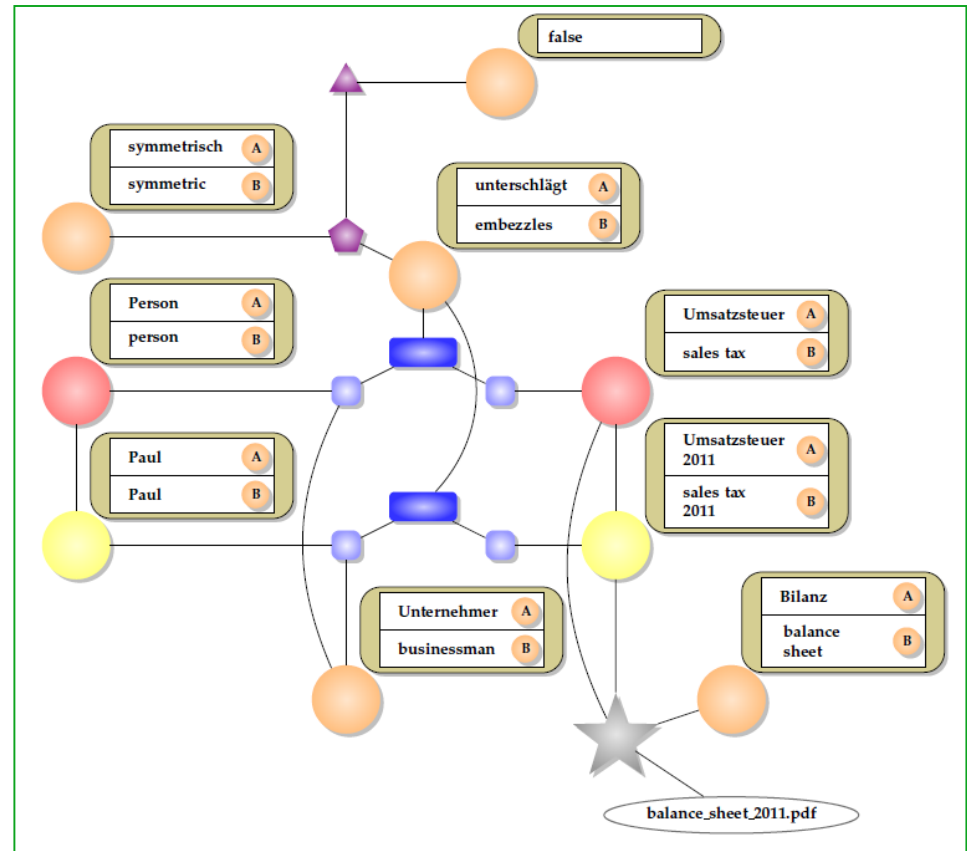 false
symmetrisch A
symmetric B
unterschlägt A
embezzles B
Person A
person B
Umsatzsteuer A
sales tax B
Paul A
Paul B
Umsatzsteuer
2011 A
sales tax
2011 B
Unternehmer A
businessman B
Bilanz A
balance
sheet B
balance_sheet_2011.pdf